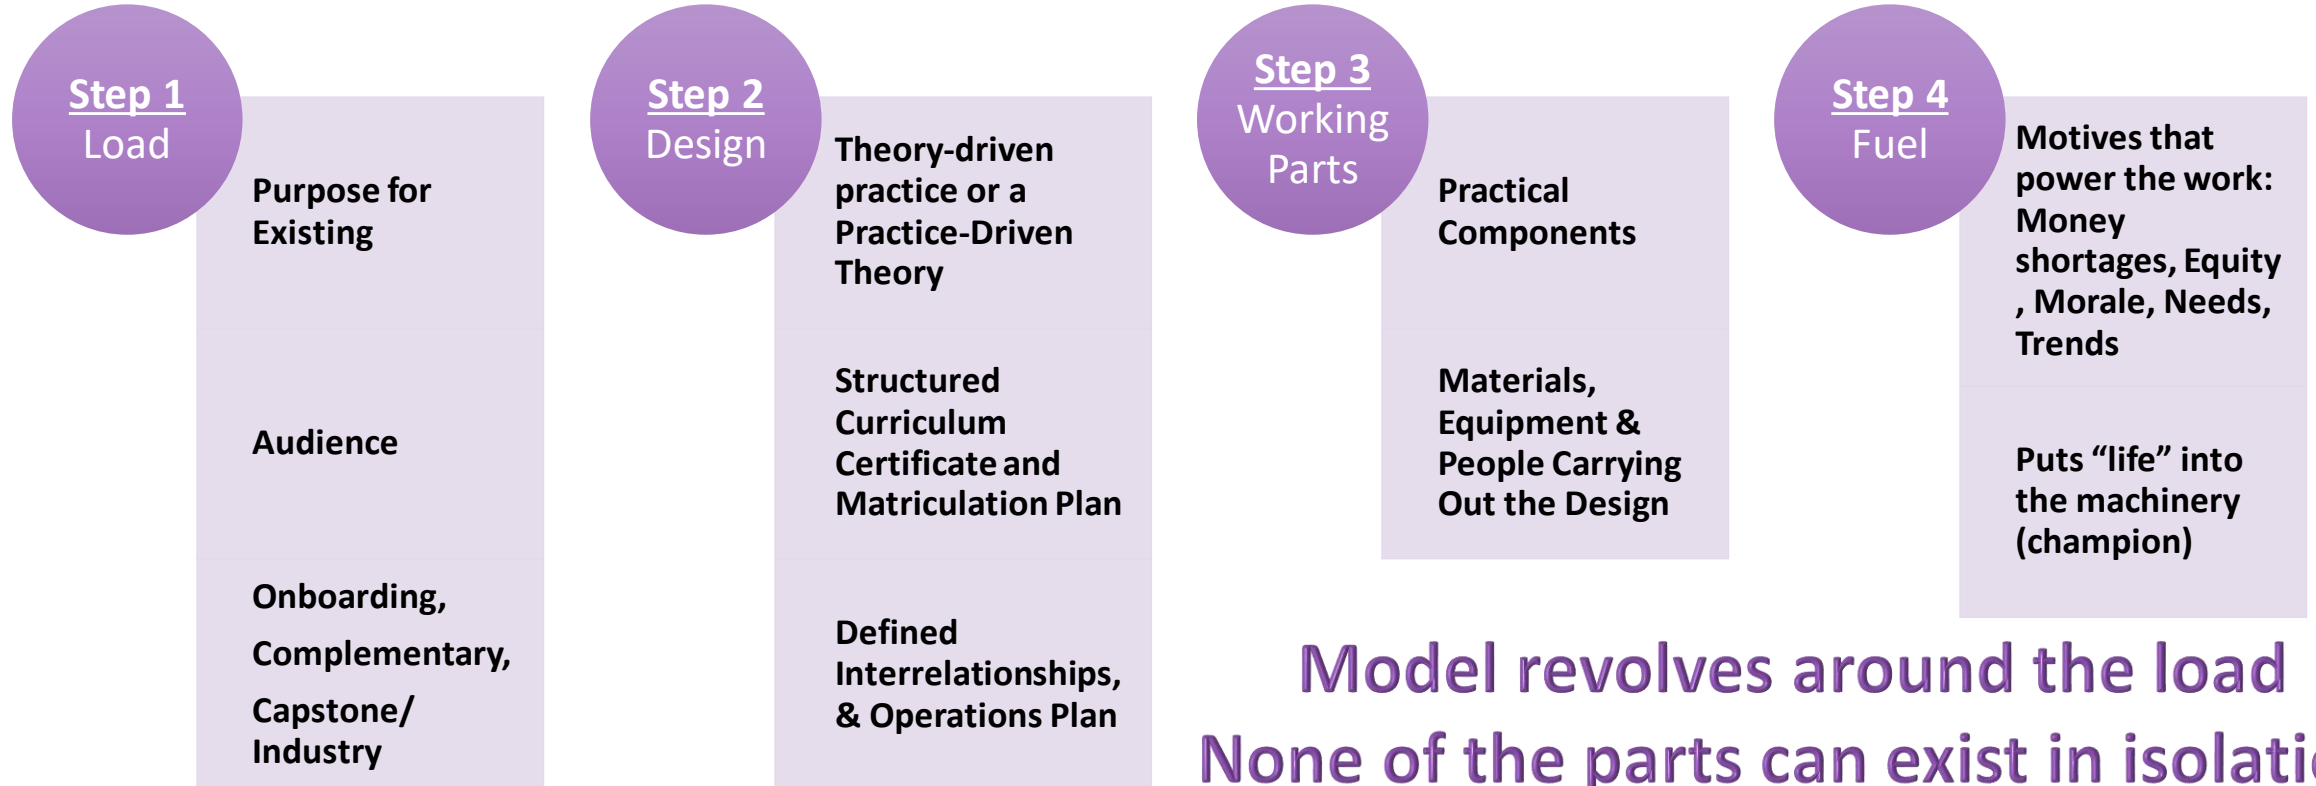 Step 1
Load
Purpose for
Existing
Audience
Onboarding,
Complementary,
Capstone/
Industry
Step 2
Design
Theory-driven
practice or a
Practice-Driven
Theory
Structured
Curriculum
Certificate and
Matriculation Plan
Defined
Interrelationships,
& Operations Plan
Step 3
Working
Parts
Practical
Components
Materials,
Equipment &
People Carrying
Out the Design
Step 4
Fuel
Motives that
power the work:
Money
shortages, Equity
, Morale, Needs,
Trends
Puts “life” into
the machinery
(champion)
Model revolves around the load
None of the parts can exist in